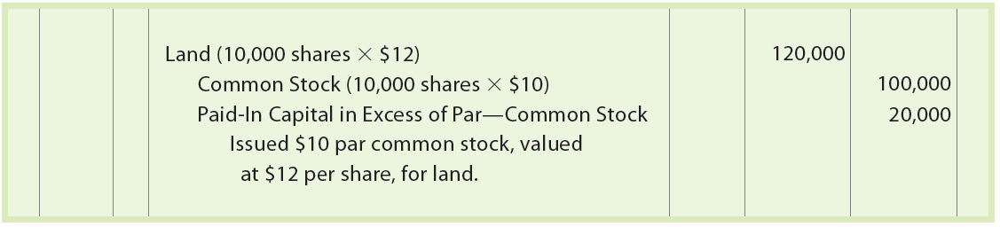 Land (10,000 shares × $12) 120,000
Common Stock (10,000 shares × $10) 100,000
Paid-In Capital in Excess of Par—Common Stock 20,000
Issued $10 par common stock, valued
at $12 per share, for land.